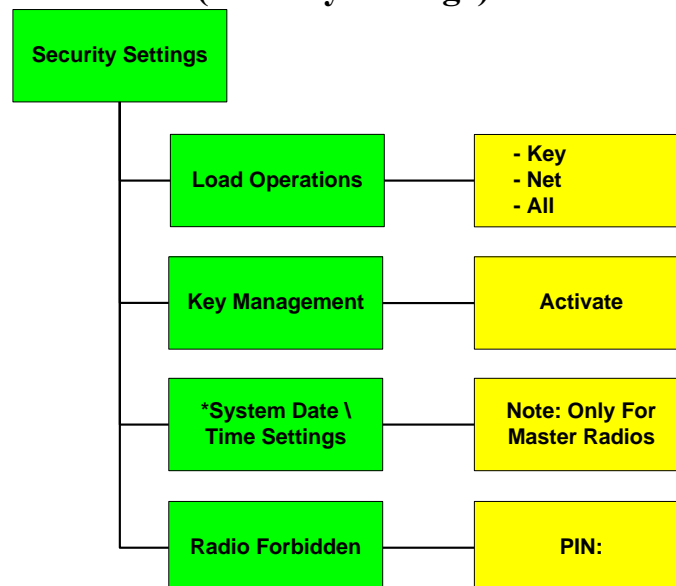 Security Settings
Load Operations
- Key
- Net
- All
Key Management
Activate
*System Date \
Time Settings
Note: Only For
Master Radios
Radio Forbidden
PIN: